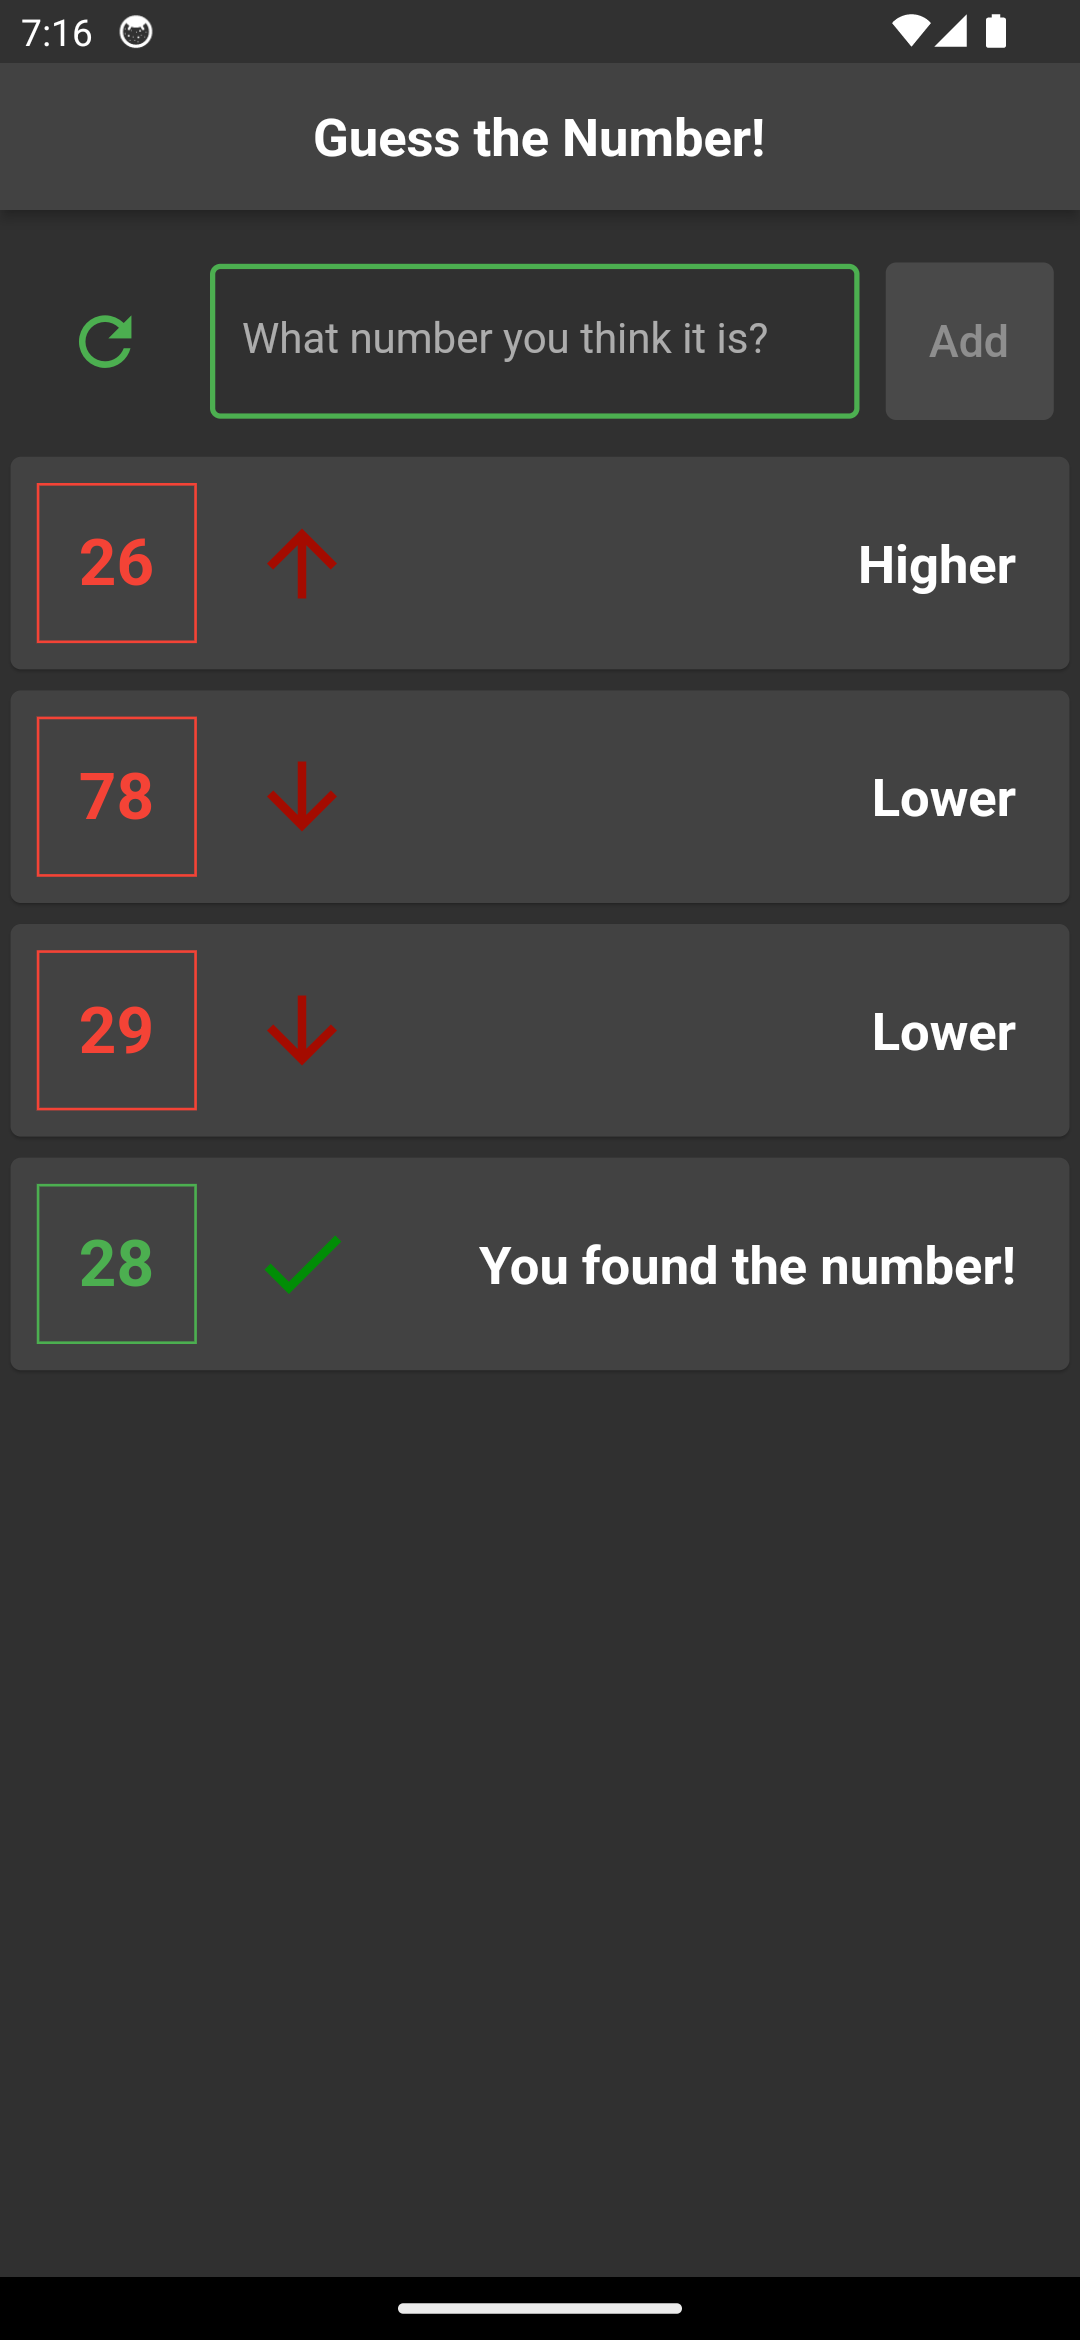 7:16
Guess the Number!
What number you think it is?
Add
26
Higher
78
Lower
29
Lower
28
You found the number!